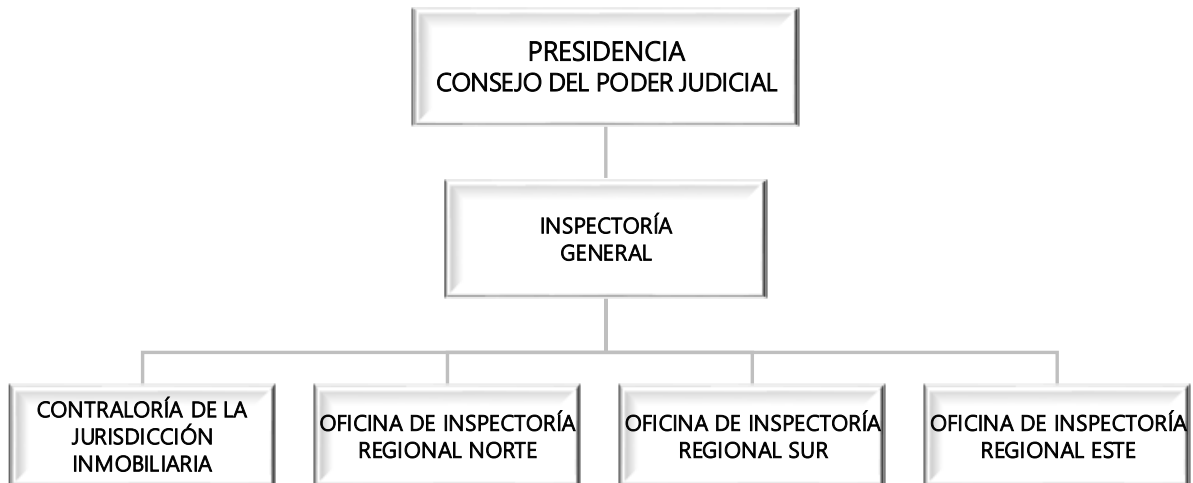 PRESIDENCIA
CONSEJO DEL PODER JUDICIAL
INSPECTORÍA
GENERAL
CONTRALORÍA DE LA
JURISDICCIÓN
INMOBILIARIA
OFICINA DE INSPECTORÍA
REGIONAL NORTE
OFICINA DE INSPECTORÍA
REGIONAL SUR
OFICINA DE INSPECTORÍA
REGIONAL ESTE